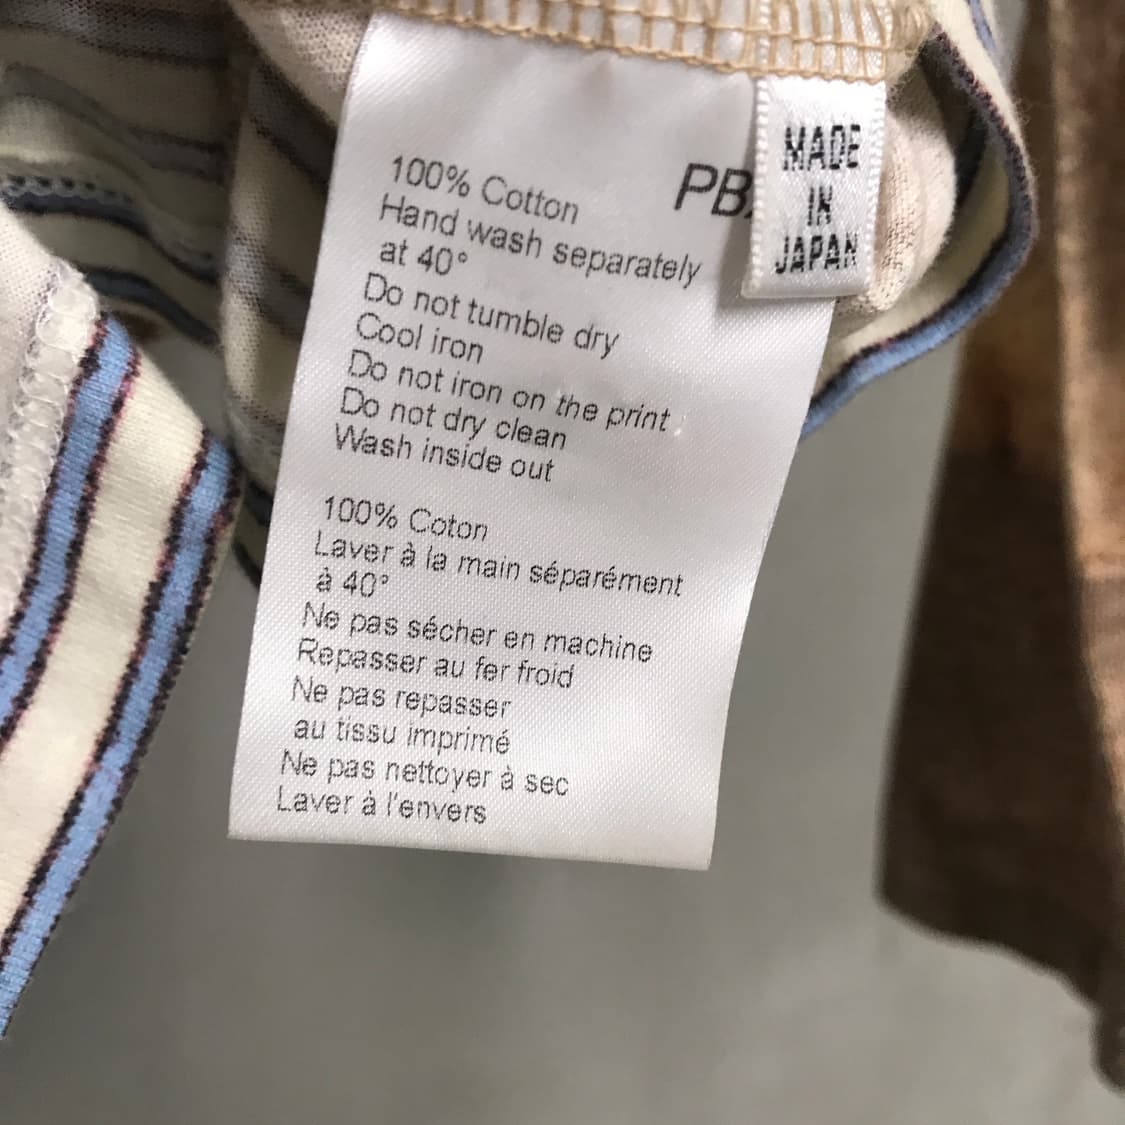 MADE
IN
JAPAN
100% Cotton
Hand wash separately
at 40°
Do not tumble dry
Cool iron
Do not iron on the print
Do not dry clean
Wash inside out
100% Coton
Laver à la main séparément
à 40°
Ne pas sécher en machine
Repasser au fer froid
Ne pas repasser
au tissu imprimé
Ne pas nettoyer à sec
Laver à l'envers